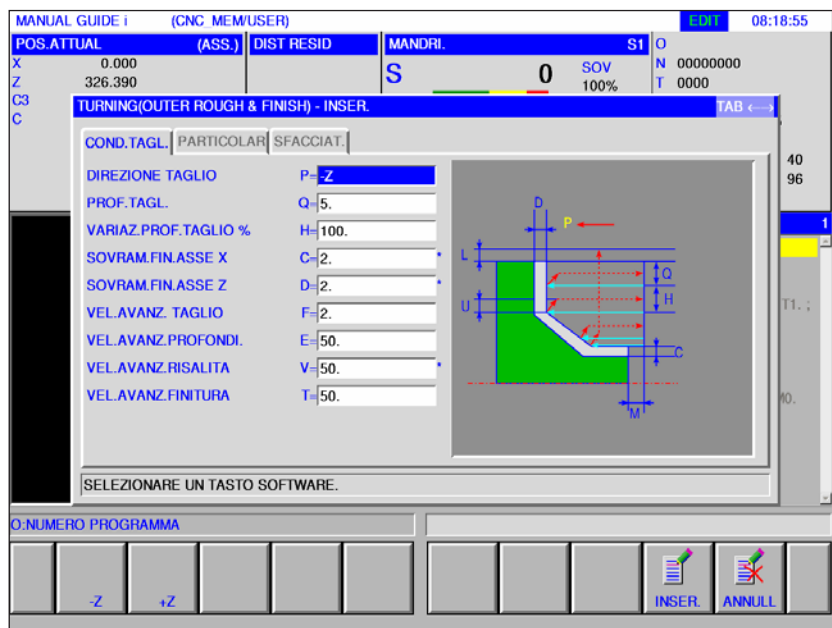 MANUAL GUIDE i (CNC_MEM/USER) EDIT 08:18:55
POS.ATTUAL (ASS.) DIST RESID MANDRI. S1 O
X 0.000 N 00000000
Z 326.390 S 0 SOV 100% T 0000
C3
C
TURNING(OUTER ROUGH & FINISH) - INSER. TAB
COND.TAGL. PARTICOLAR SFACCIAT.
40
96
DIREZIONE TAGLIO P= -Z
PROF.TAGL. Q= 5.
VARIAZ.PROF.TAGLIO % H= 100.
SOVRAM.FIN.ASSE X C= 2. *
SOVRAM.FIN.ASSE Z D= 2. *
VEL.AVANZ. TAGLIO F= 2.
VEL.AVANZ.PROFONDI. E= 50.
VEL.AVANZ.RISALITA V= 50. *
VEL.AVANZ.FINITURA T= 50.
D
P
L
Q
U
H
C
M
1
T1. ;
M0.
SELEZIONARE UN TASTO SOFTWARE.
O:NUMERO PROGRAMMA
-Z +Z INSER. ANNULL